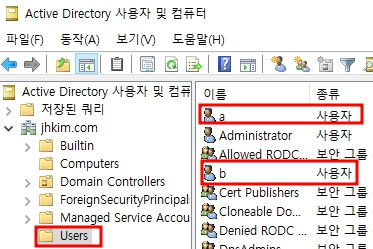 Active Directory 사용자 및 컴퓨터
파일(F) 동작(A) 보기(V) 도움말(H)
Active Directory 사용자 및 컴퓨
저장된 쿼리
jhkim.com
Builtin
Computers
Domain Controllers
ForeignSecurityPrincipal
Managed Service Accou
Users
이름 종류
a 사용자
Administrator 사용자
Allowed RODC ... 보안 그룹
b 사용자
Cert Publishers 보안 그룹
Cloneable Do... 보안 그룹
Denied RODC ... 보안 그룹
DnsAdmins